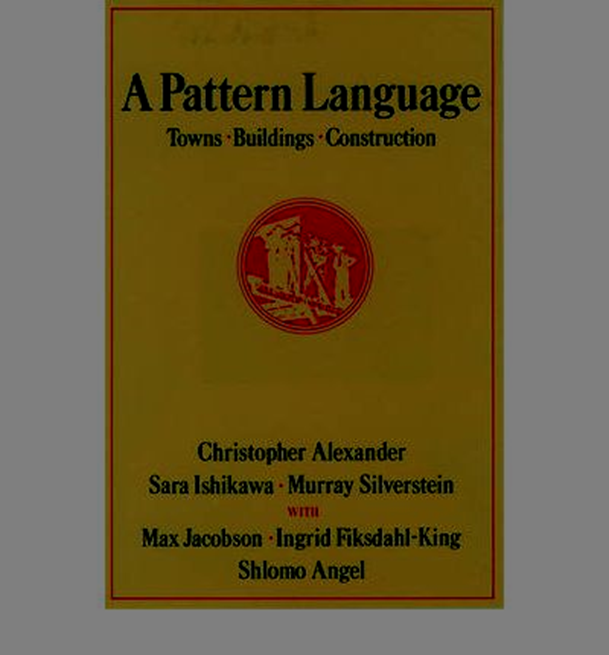 A Pattern Language
Towns · Buildings · Construction
Christopher Alexander
Sara Ishikawa · Murray Silverstein
WITH
Max Jacobson · Ingrid Fiksdahl-King
Shlomo Angel